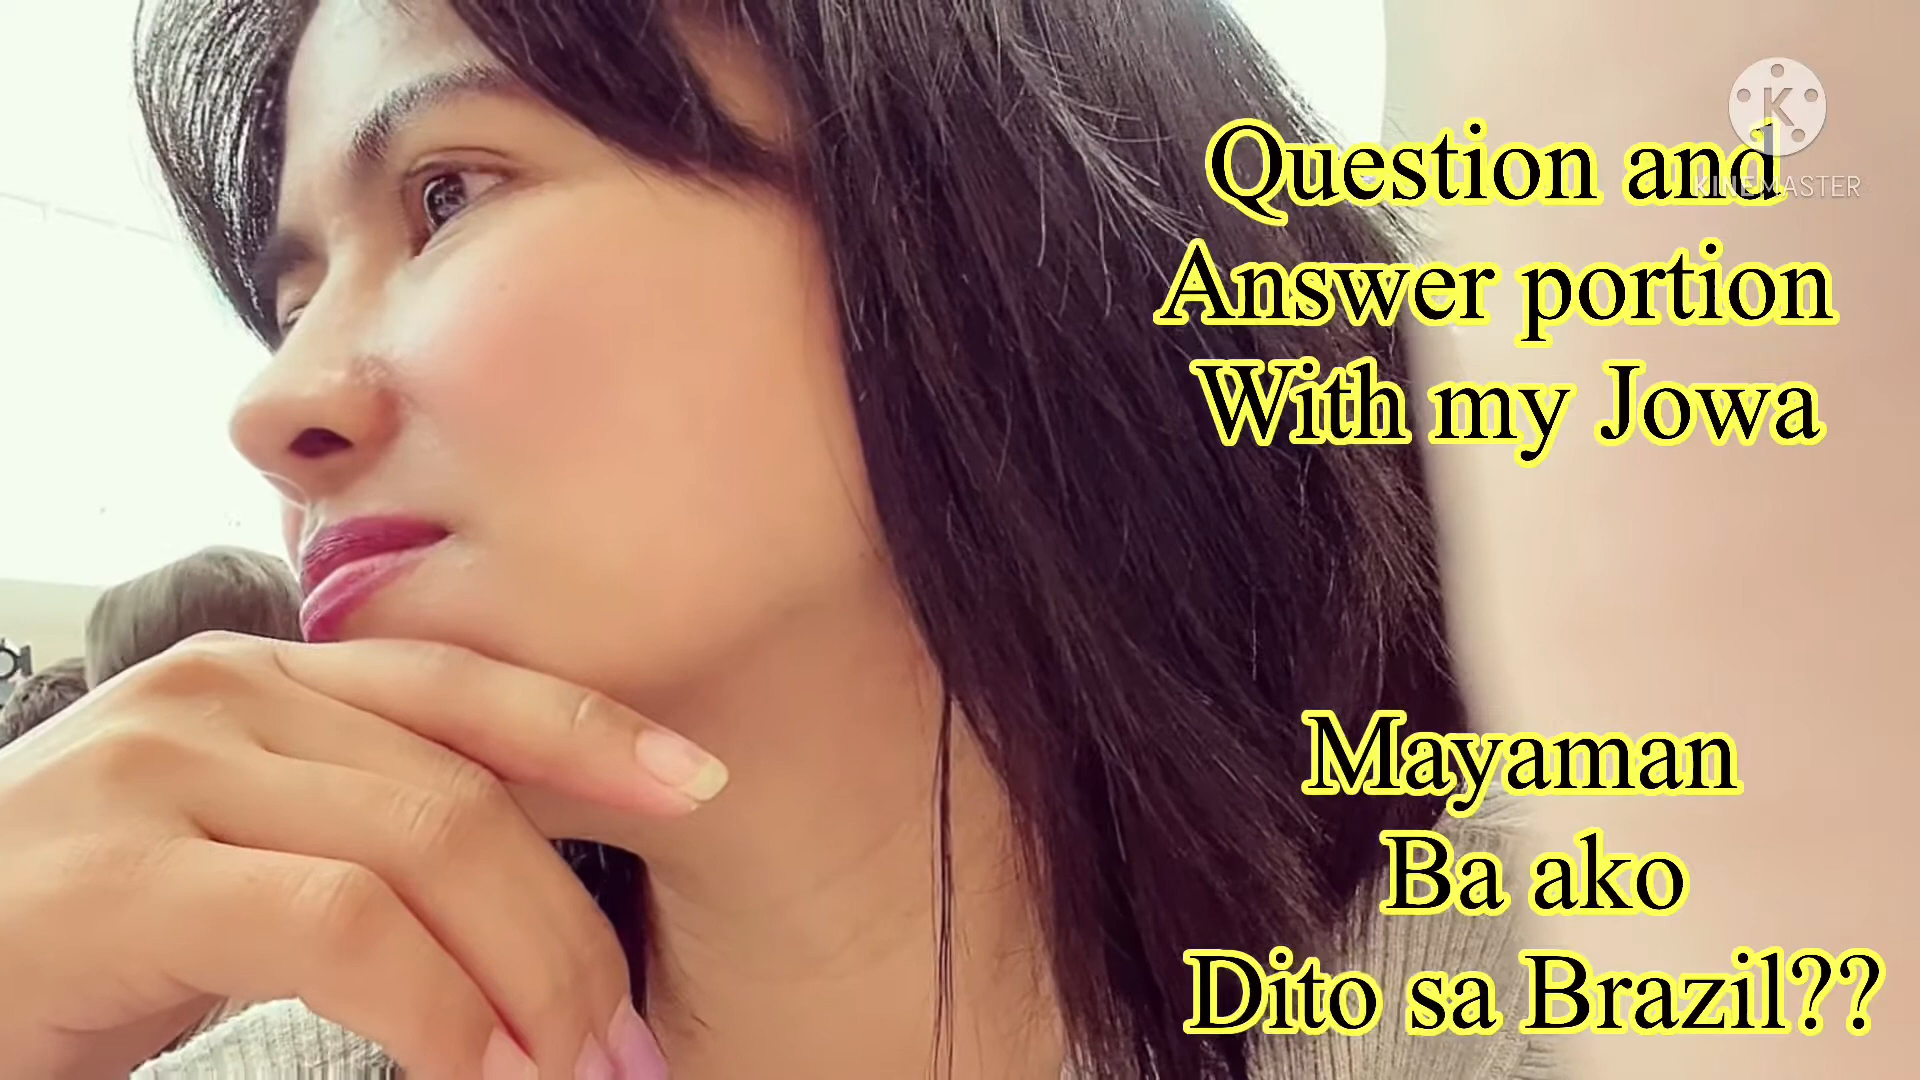 Question and
KINEMASTER
Answer portion
With my Jowa
Mayaman
Ba ako
Dito sa Brazil??